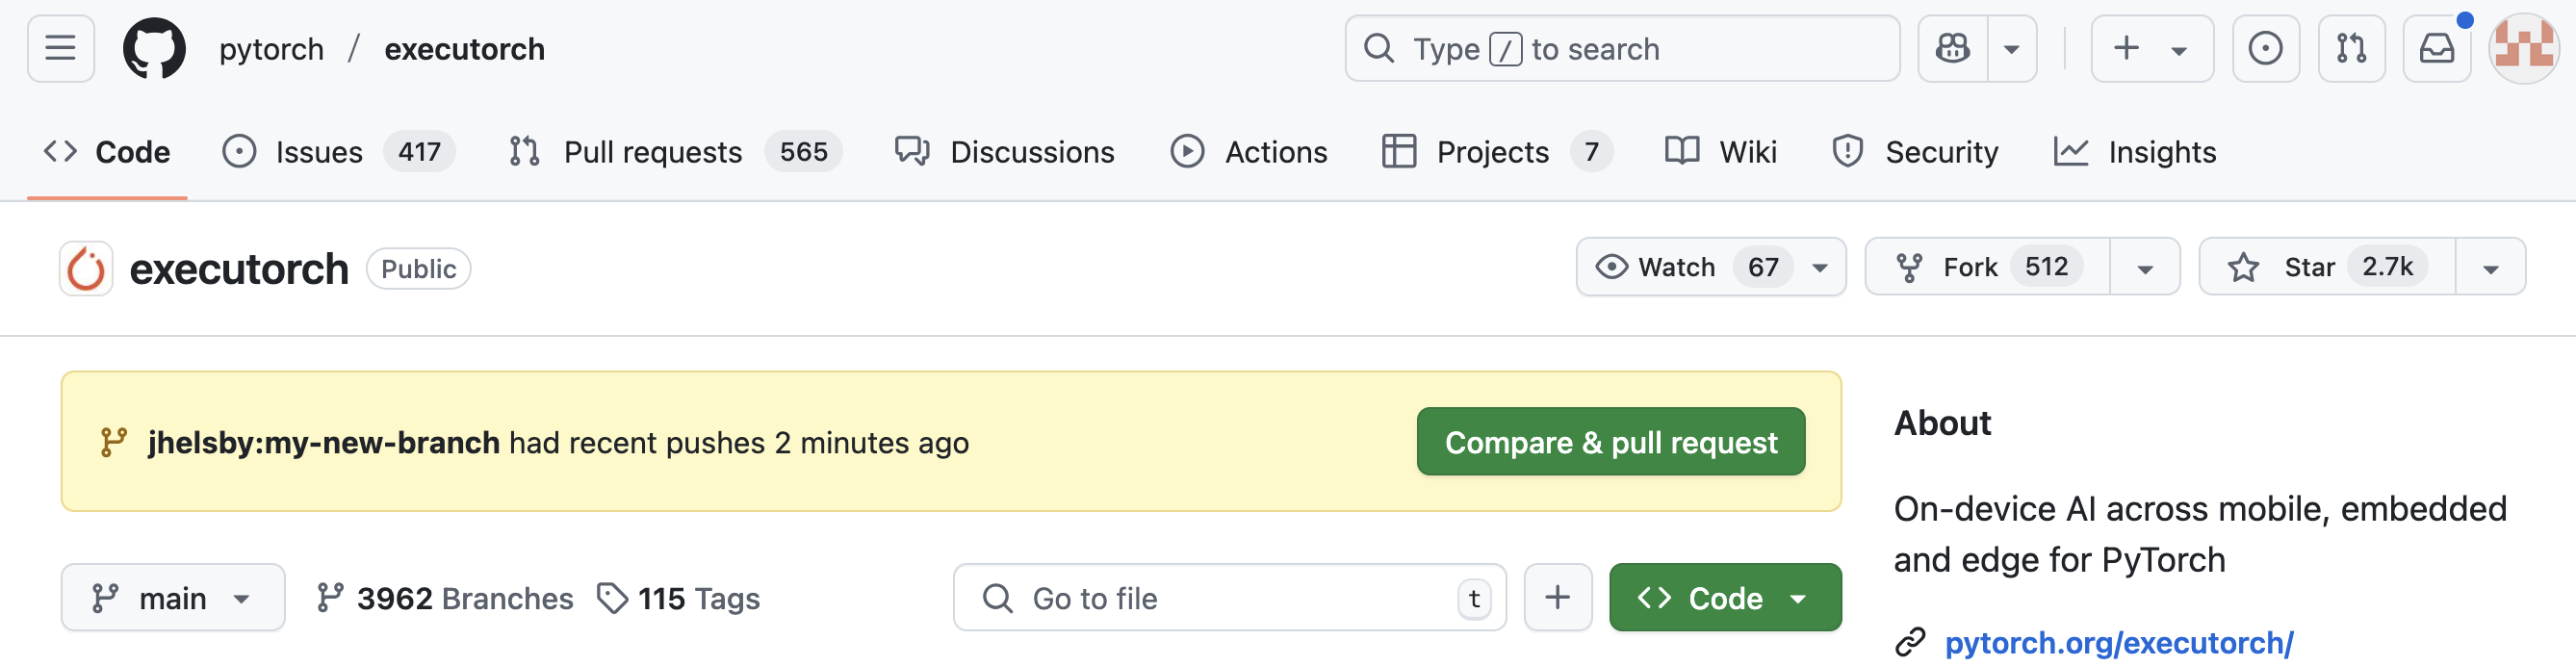 pytorch / executorch Type / to search
Code Issues 417 Pull requests 565 Discussions Actions Projects 7 Wiki Security Insights
executorch Public Watch 67 Fork 512 Star 2.7k
jhelsby:my-new-branch had recent pushes 2 minutes ago Compare & pull request
main 3962 Branches 115 Tags Go to file t + Code
About
On-device AI across mobile, embedded
and edge for PyTorch
pytorch.org/executorch/